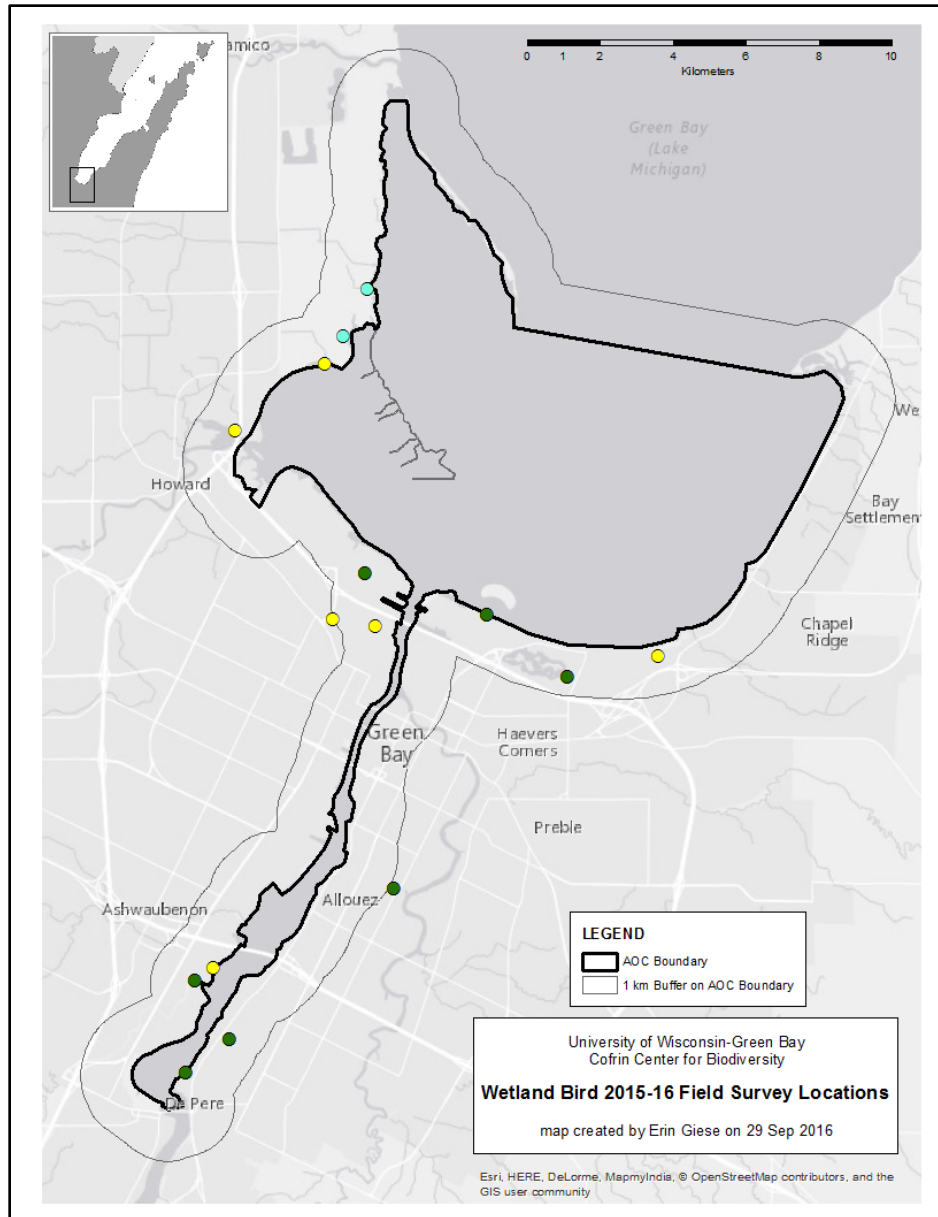 amico
0 1 2 4 6 8 10
Kilometers
Green Bay
(Lake
Michigan)
We
Howard
Bay
Settlement
Chapel
Ridge
Green
Bay
Haevers
Corners
Preble
Allouez
Ashwaubenon
De Pere
LEGEND
AOC Boundary
1 km Buffer on AOC Boundary
University of Wisconsin-Green Bay
Cofrin Center for Biodiversity
Wetland Bird 2015-16 Field Survey Locations
map created by Erin Giese on 29 Sep 2016
Esri, HERE, DeLorme, MapmyIndia, © OpenStreetMap contributors, and the
GIS user community